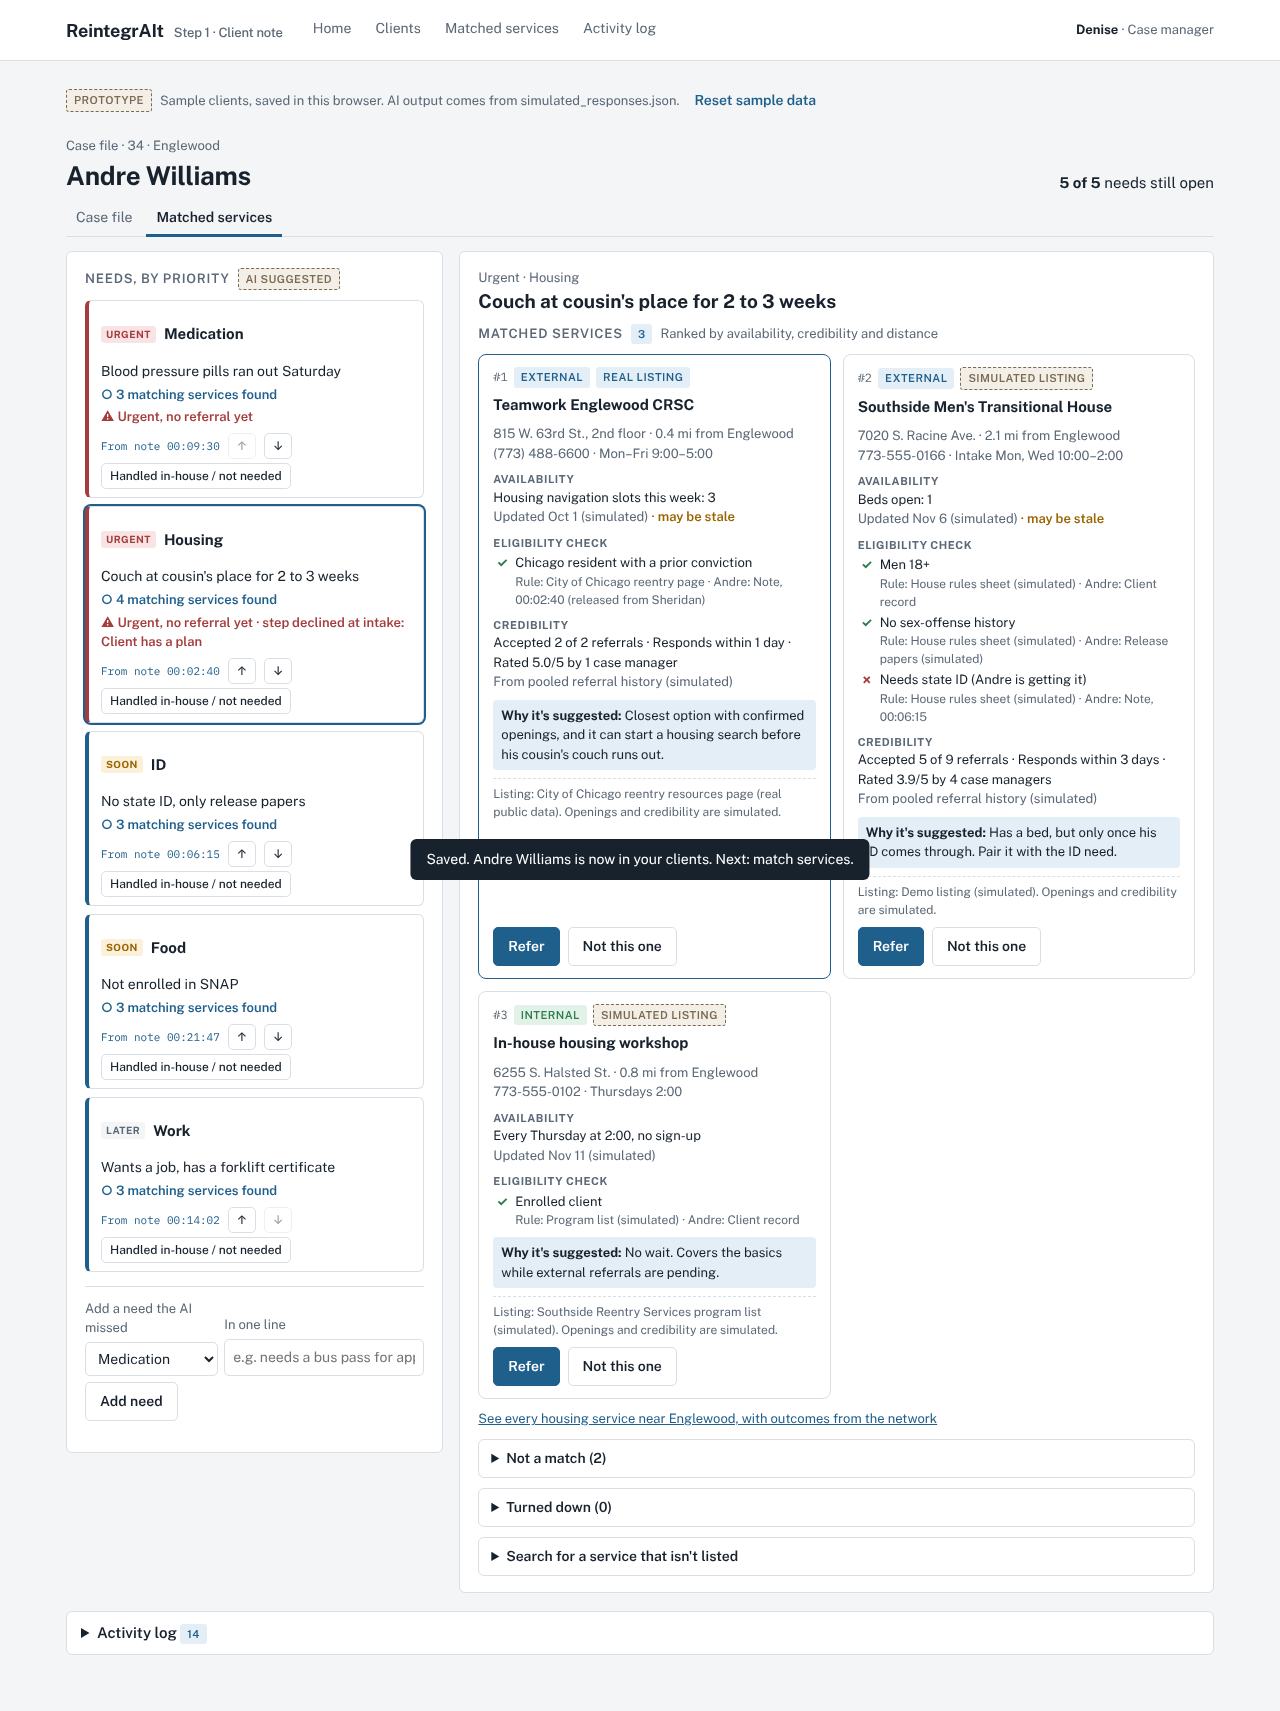 ReintegrAIt Step 1 · Client note Home Clients Matched services Activity log Denise · Case manager
PROTOTYPE Sample clients, saved in this browser. AI output comes from simulated_responses.json. Reset sample data
Case file · 34 · Englewood
Andre Williams
5 of 5 needs still open
Case file Matched services
NEEDS, BY PRIORITY AI SUGGESTED
URGENT Medication
Blood pressure pills ran out Saturday
○ 3 matching services found
⚠ Urgent, no referral yet
From note 00:09:30 ↑ ↓
Handled in-house / not needed
URGENT Housing
Couch at cousin's place for 2 to 3 weeks
○ 4 matching services found
⚠ Urgent, no referral yet · step declined at intake:
Client has a plan
From note 00:02:40 ↑ ↓
Handled in-house / not needed
SOON ID
No state ID, only release papers
○ 3 matching services found
From note 00:06:15 ↑ ↓
Handled in-house / not needed
SOON Food
Not enrolled in SNAP
○ 3 matching services found
From note 00:21:47 ↑ ↓
Handled in-house / not needed
LATER Work
Wants a job, has a forklift certificate
○ 3 matching services found
From note 00:14:02 ↑ ↓
Handled in-house / not needed
Add a need the AI
missed
In one line
Medication
e.g. needs a bus pass for app
Add need
Urgent · Housing
Couch at cousin's place for 2 to 3 weeks
MATCHED SERVICES 3 Ranked by availability, credibility and distance
#1 EXTERNAL REAL LISTING
Teamwork Englewood CRSC
815 W. 63rd St., 2nd floor · 0.4 mi from Englewood
(773) 488-6600 · Mon–Fri 9:00–5:00
AVAILABILITY
Housing navigation slots this week: 3
Updated Oct 1 (simulated) · may be stale
ELIGIBILITY CHECK
✓ Chicago resident with a prior conviction
Rule: City of Chicago reentry page · Andre: Note,
00:02:40 (released from Sheridan)
CREDIBILITY
Accepted 2 of 2 referrals · Responds within 1 day ·
Rated 5.0/5 by 1 case manager
From pooled referral history (simulated)
Why it's suggested: Closest option with confirmed
openings, and it can start a housing search before
his cousin's couch runs out.
Listing: City of Chicago reentry resources page (real
public data). Openings and credibility are simulated.
Refer Not this one
#2 EXTERNAL SIMULATED LISTING
Southside Men's Transitional House
7020 S. Racine Ave. · 2.1 mi from Englewood
773-555-0166 · Intake Mon, Wed 10:00–2:00
AVAILABILITY
Beds open: 1
Updated Nov 6 (simulated) · may be stale
ELIGIBILITY CHECK
✓ Men 18+
Rule: House rules sheet (simulated) · Andre: Client
record
✓ No sex-offense history
Rule: House rules sheet (simulated) · Andre: Release
papers (simulated)
✕ Needs state ID (Andre is getting it)
Rule: House rules sheet (simulated) · Andre: Note,
00:06:15
CREDIBILITY
Accepted 5 of 9 referrals · Responds within 3 days ·
Rated 3.9/5 by 4 case managers
From pooled referral history (simulated)
Why it's suggested: Has a bed, but only once his
ID comes through. Pair it with the ID need.
Listing: Demo listing (simulated). Openings and credibility
are simulated.
Refer Not this one
Saved. Andre Williams is now in your clients. Next: match services.
#3 INTERNAL SIMULATED LISTING
In-house housing workshop
6255 S. Halsted St. · 0.8 mi from Englewood
773-555-0102 · Thursdays 2:00
AVAILABILITY
Every Thursday at 2:00, no sign-up
Updated Nov 11 (simulated)
ELIGIBILITY CHECK
✓ Enrolled client
Rule: Program list (simulated) · Andre: Client record
Why it's suggested: No wait. Covers the basics
while external referrals are pending.
Listing: Southside Reentry Services program list
(simulated). Openings and credibility are simulated.
Refer Not this one
See every housing service near Englewood, with outcomes from the network
▶ Not a match (2)
▶ Turned down (0)
▶ Search for a service that isn't listed
▶ Activity log 14